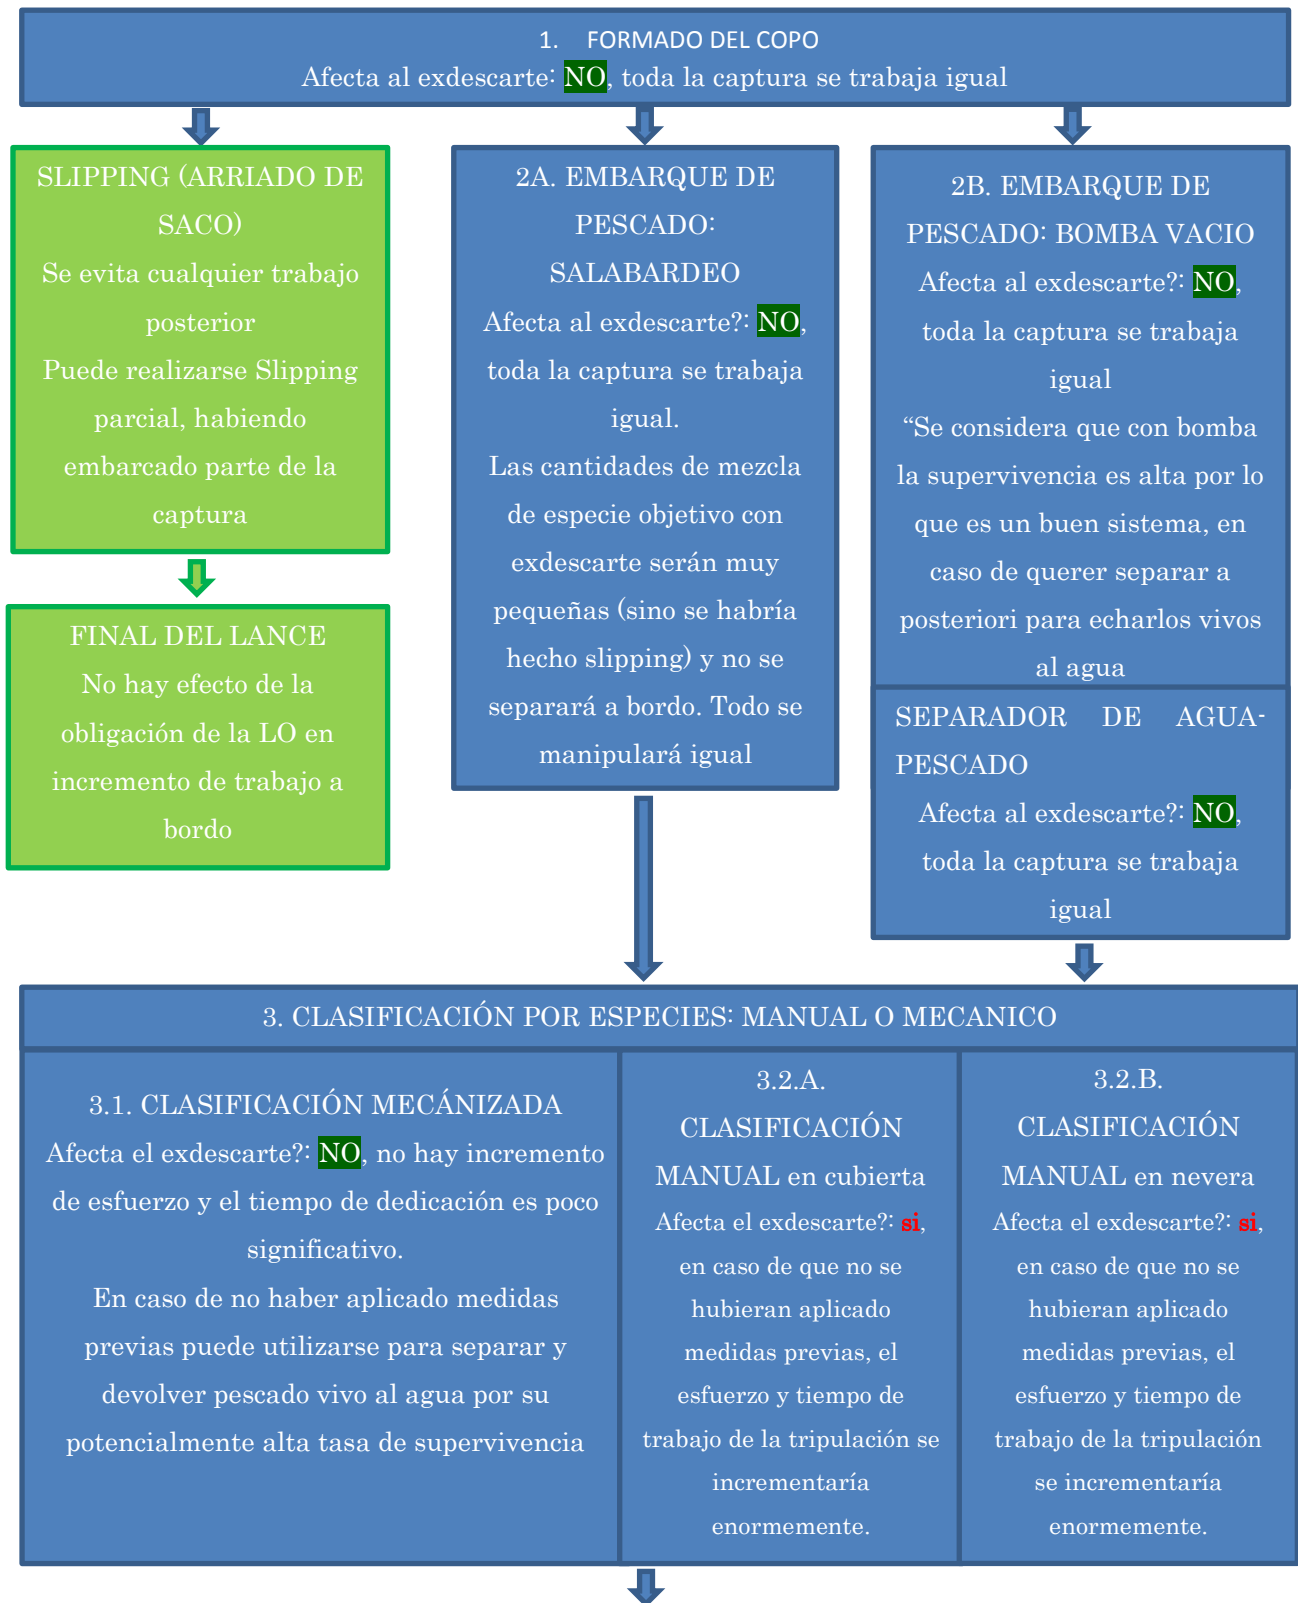 1. FORMADO DEL COPO
Afecta al exdescarte: NO, toda la captura se trabaja igual
SLIPPING (ARRIADO DE
SACO)
Se evita cualquier trabajo
posterior
Puede realizarse Slipping
parcial, habiendo
embarcado parte de la
captura
FINAL DEL LANCE
No hay efecto de la
obligación de la LO en
incremento de trabajo a
bordo
2A. EMBARQUE DE
PESCADO:
SALABARDEO
Afecta al exdescarte?: NO,
toda la captura se trabaja
igual.
Las cantidades de mezcla
de especie objetivo con
exdescarte serán muy
pequeñas (sino se habría
hecho slipping) y no se
separará a bordo. Todo se
manipulará igual
2B. EMBARQUE DE
PESCADO: BOMBA VACIO
Afecta al exdescarte?: NO,
toda la captura se trabaja
igual
“Se considera que con bomba
la supervivencia es alta por lo
que es un buen sistema, en
caso de querer separar a
posteriori para echarlos vivos
al agua
SEPARADOR DE AGUA-
PESCADO
Afecta al exdescarte?: NO,
toda la captura se trabaja
igual
3. CLASIFICACIÓN POR ESPECIES: MANUAL O MECANICO
3.1. CLASIFICACIÓN MECÁNIZADA
Afecta el exdescarte?: NO, no hay incremento
de esfuerzo y el tiempo de dedicación es poco
significativo.
En caso de no haber aplicado medidas
previas puede utilizarse para separar y
devolver pescado vivo al agua por su
potencialmente alta tasa de supervivencia
3.2.A.
CLASIFICACIÓN
MANUAL en cubierta
Afecta el exdescarte?: si,
en caso de que no se
hubieran aplicado
medidas previas, el
esfuerzo y tiempo de
trabajo de la tripulación se
incrementaría
enormemente.
3.2.B.
CLASIFICACIÓN
MANUAL en nevera
Afecta el exdescarte?: si,
en caso de que no se
hubieran aplicado
medidas previas, el
esfuerzo y tiempo de
trabajo de la tripulación
se incrementaría
enormemente.